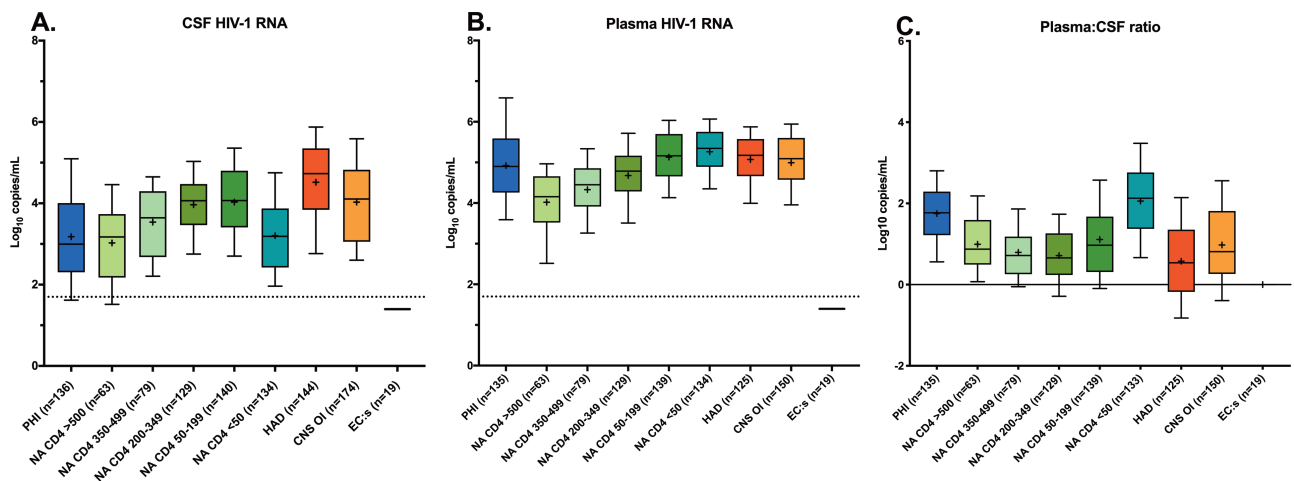 A.
CSF HIV-1 RNA
Log10 copies/mL
8
6
4
2
0
PHI (n=136)
NA CD4 >500 (n=63)
NA CD4 350-499 (n=79)
NA CD4 200-349 (n=129)
NA CD4 50-199 (n=140)
NA CD4 <50 (n=134)
HAD (n=144)
CNS OI (n=174)
EC:s (n=19)
B.
Plasma HIV-1 RNA
Log10 copies/mL
8
6
4
2
0
PHI (n=135)
NA CD4 >500 (n=63)
NA CD4 350-499 (n=79)
NA CD4 200-349 (n=129)
NA CD4 50-199 (n=139)
NA CD4 <50 (n=134)
HAD (n=125)
CNS OI (n=150)
EC:s (n=19)
C.
Plasma:CSF ratio
Log10 copies/mL
6
4
2
0
-2
PHI (n=135)
NA CD4 >500 (n=63)
NA CD4 350-499 (n=79)
NA CD4 200-349 (n=129)
NA CD4 50-199 (n=139)
NA CD4 <50 (n=133)
HAD (n=125)
CNS OI (n=150)
EC:s (n=19)